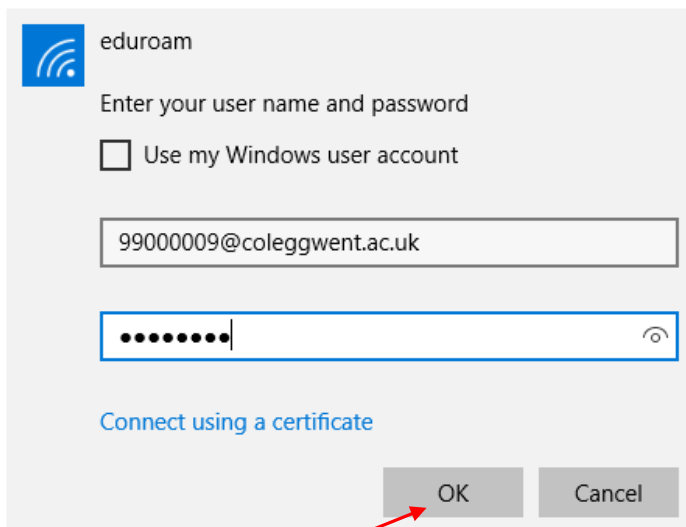 eduroam
Enter your user name and password
Use my Windows user account
99000009@coleggwent.ac.uk
••••••••
Connect using a certificate
OK Cancel